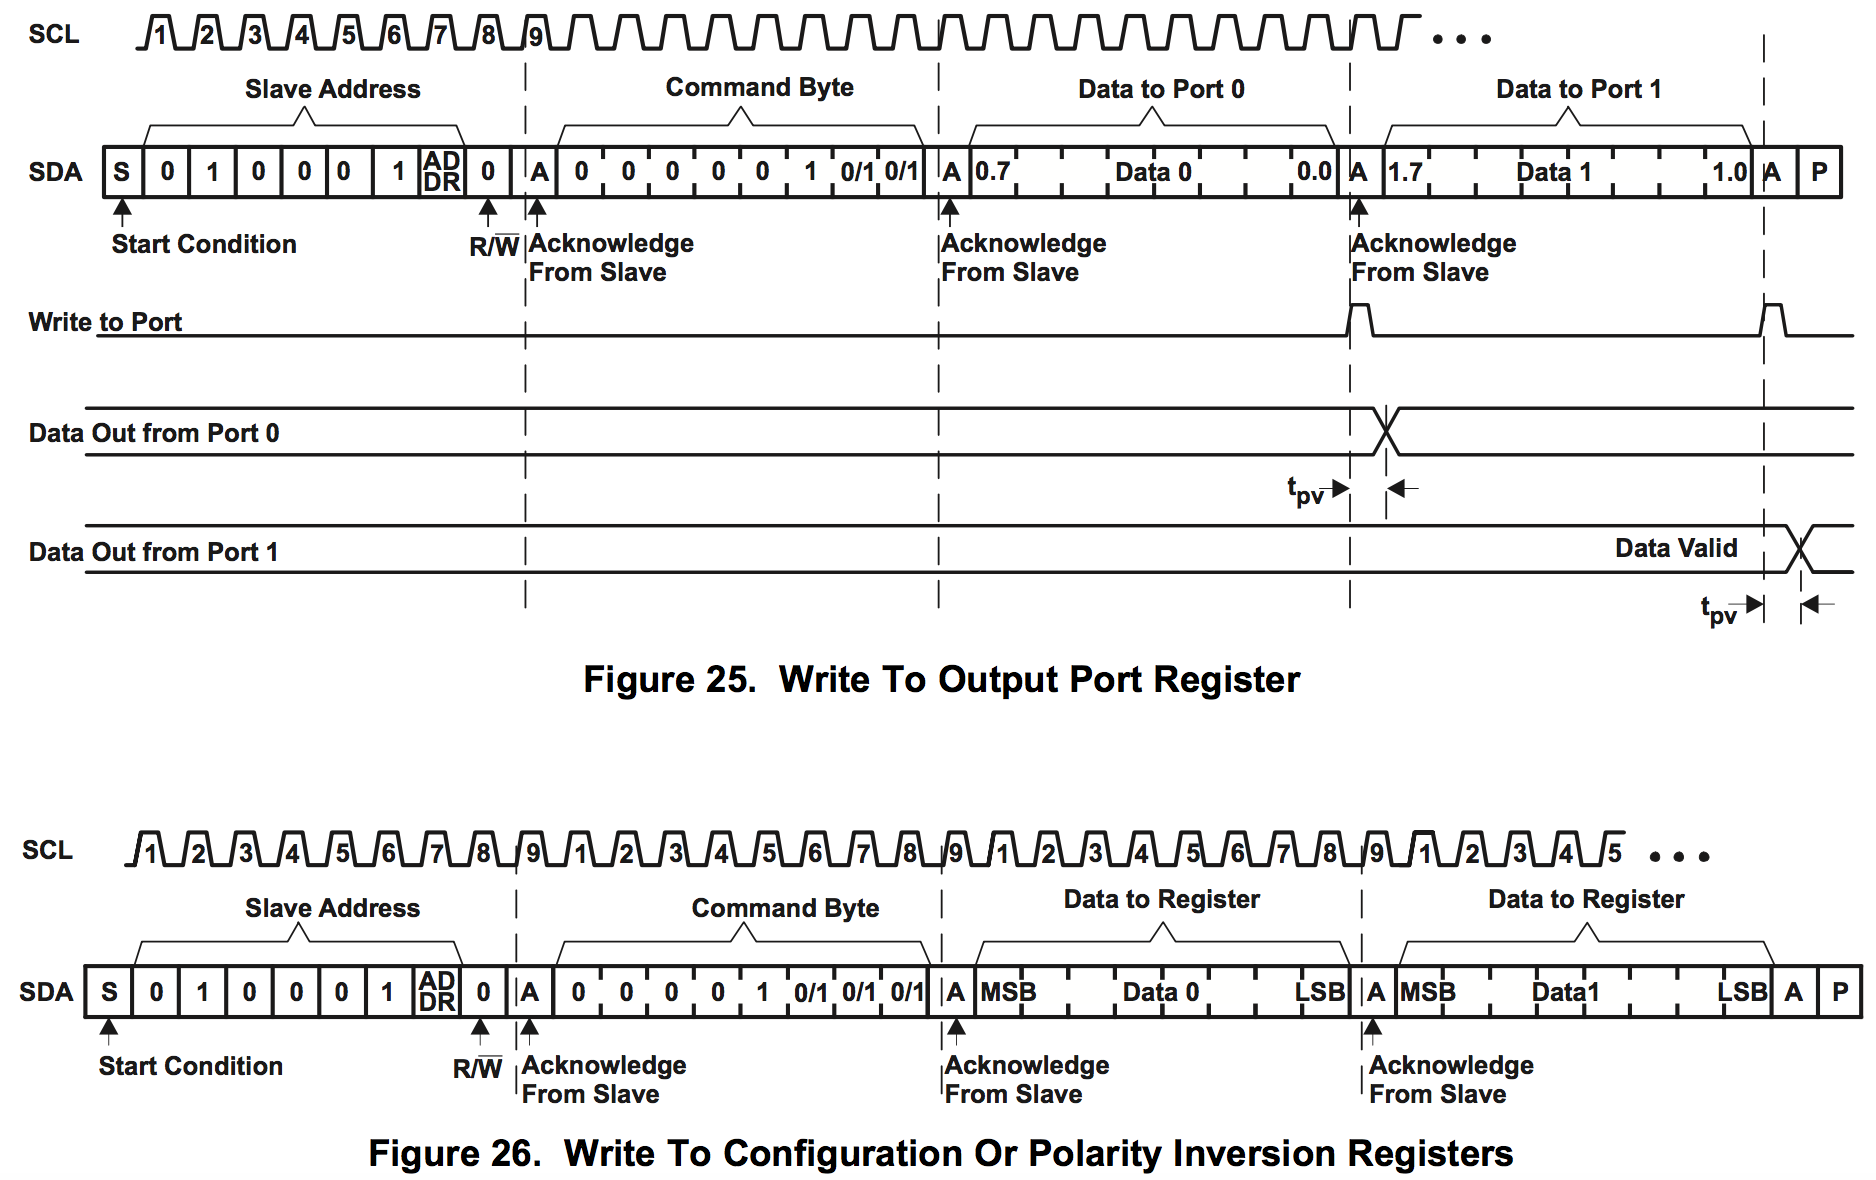 SCL 1 2 3 4 5 6 7 8 9
Slave Address Command Byte Data to Port 0 Data to Port 1
SDA S 0 1 0 0 0 1 AD DR 0 A 0 0 0 0 0 1 0/1 0/1 A 0.7 Data 0 0.0 A 1.7 Data 1 1.0 A P
Start Condition R/W Acknowledge From Slave Acknowledge From Slave Acknowledge From Slave
Write to Port
Data Out from Port 0
tpv
Data Out from Port 1 Data Valid
tpv
Figure 25. Write To Output Port Register
SCL 1 2 3 4 5 6 7 8 9 1 2 3 4 5 6 7 8 9 1 2 3 4 5 6 7 8 9 1 2 3 4 5
Slave Address Command Byte Data to Register Data to Register
SDA S 0 1 0 0 0 1 AD DR 0 A 0 0 0 0 1 0/1 0/1 0/1 A MSB Data 0 LSB A MSB Data1 LSB A P
Start Condition R/W Acknowledge From Slave Acknowledge From Slave Acknowledge From Slave
Figure 26. Write To Configuration Or Polarity Inversion Registers